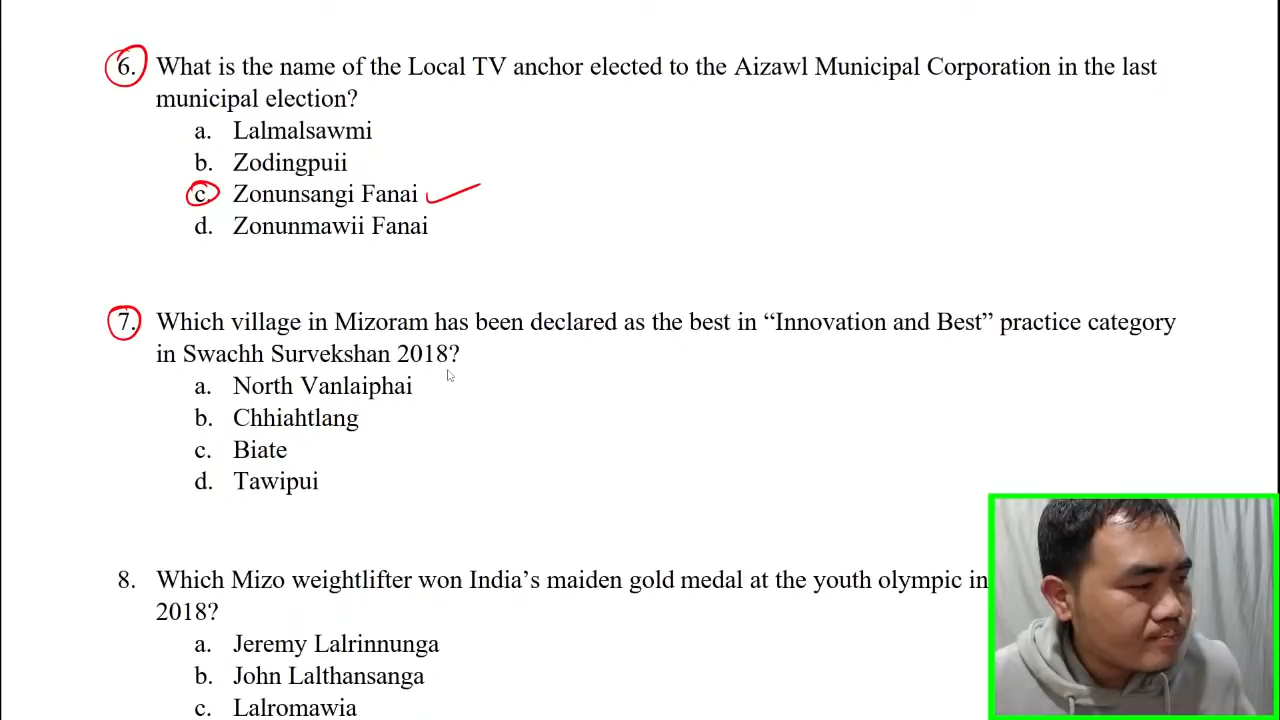 6. What is the name of the Local TV anchor elected to the Aizawl Municipal Corporation in the last
municipal election?
a. Lalmalsawmi
b. Zodingpuii
c. Zonunsangi Fanai
d. Zonunmawii Fanai
7. Which village in Mizoram has been declared as the best in “Innovation and Best” practice category
in Swachh Survekshan 2018?
a. North Vanlaiphai
b. Chhiahtlang
c. Biate
d. Tawipui
8. Which Mizo weightlifter won India’s maiden gold medal at the youth olympic in
2018?
a. Jeremy Lalrinnunga
b. John Lalthansanga
c. Lalromawia